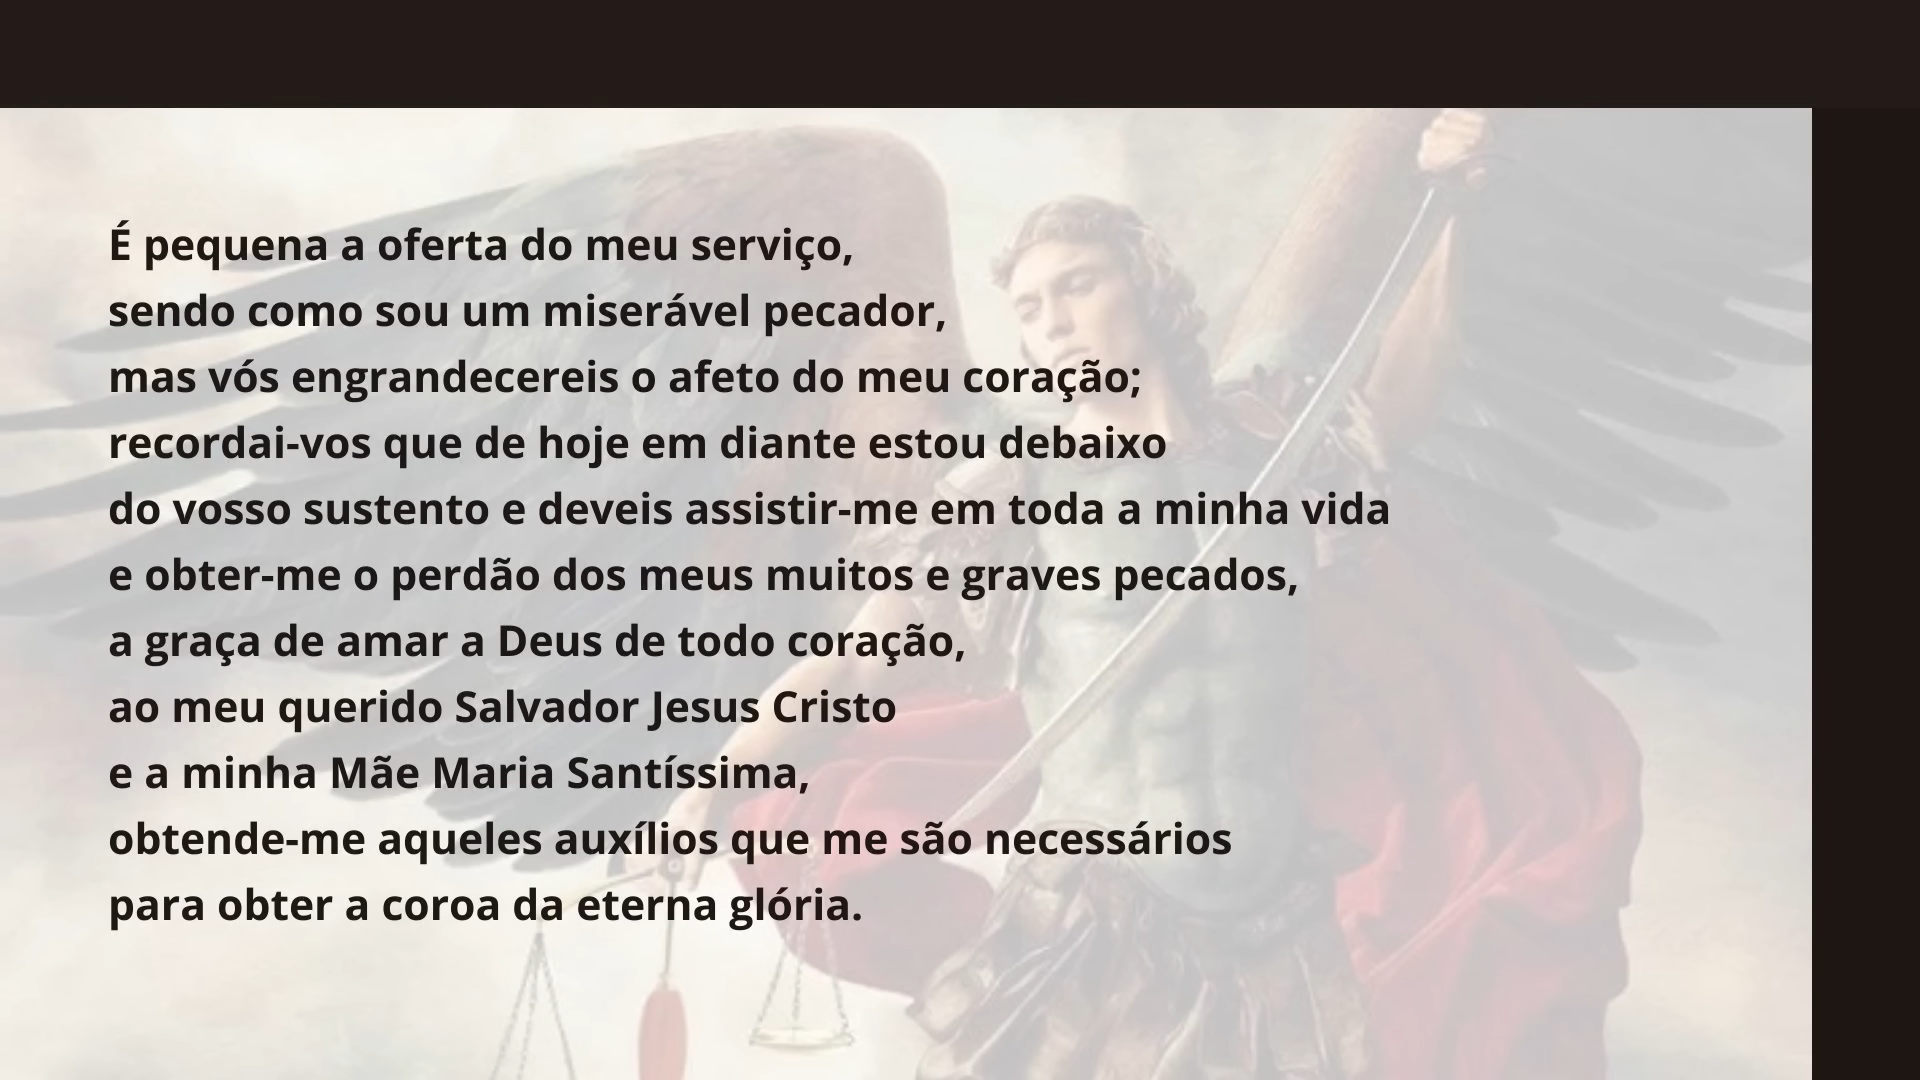 É pequena a oferta do meu serviço,
sendo como sou um miserável pecador,
mas vós engrandecereis o afeto do meu coração;
recordai-vos que de hoje em diante estou debaixo
do vosso sustento e deveis assistir-me em toda a minha vida
e obter-me o perdão dos meus muitos e graves pecados,
a graça de amar a Deus de todo coração,
ao meu querido Salvador Jesus Cristo
e a minha Mãe Maria Santíssima,
obtende-me aqueles auxílios que me são necessários
para obter a coroa da eterna glória.